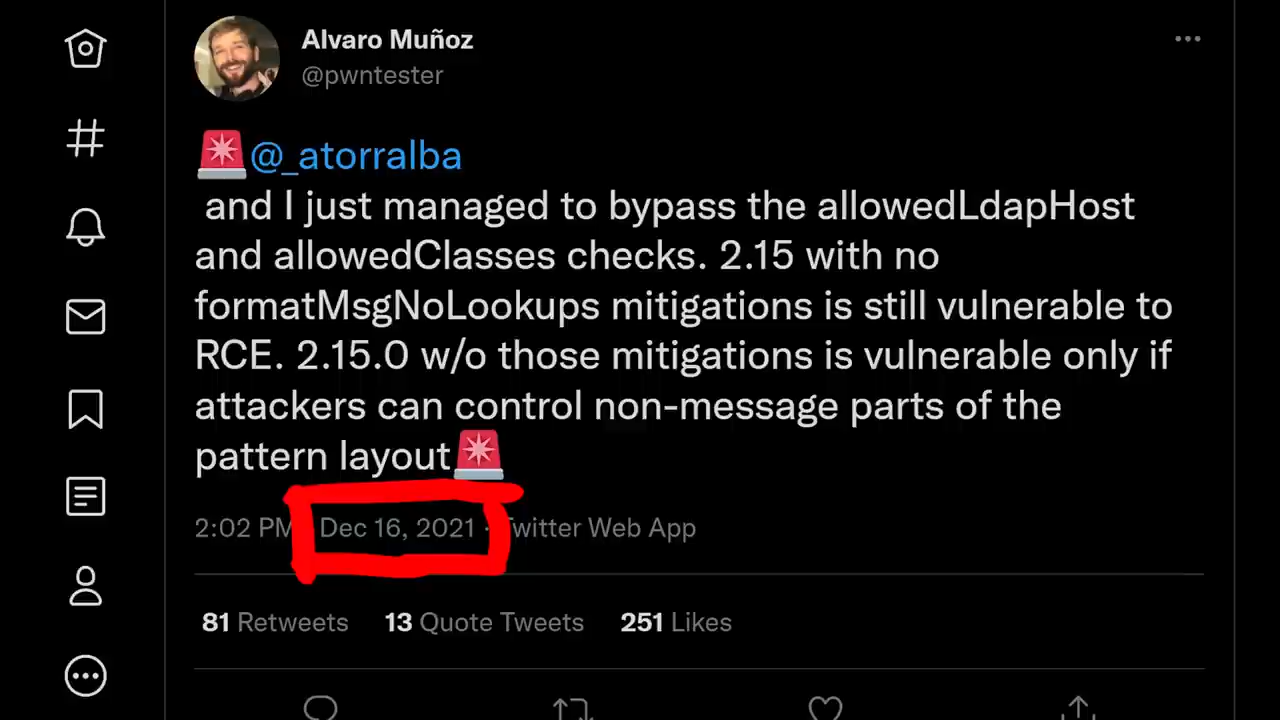 Alvaro Muñoz
@pwntester
🚨@_atorralba
and I just managed to bypass the allowedLdapHost
and allowedClasses checks. 2.15 with no
formatMsgNoLookups mitigations is still vulnerable to
RCE. 2.15.0 w/o those mitigations is vulnerable only if
attackers can control non-message parts of the
pattern layout🚨
2:02 PM Dec 16, 2021 · Twitter Web App
81 Retweets 13 Quote Tweets 251 Likes